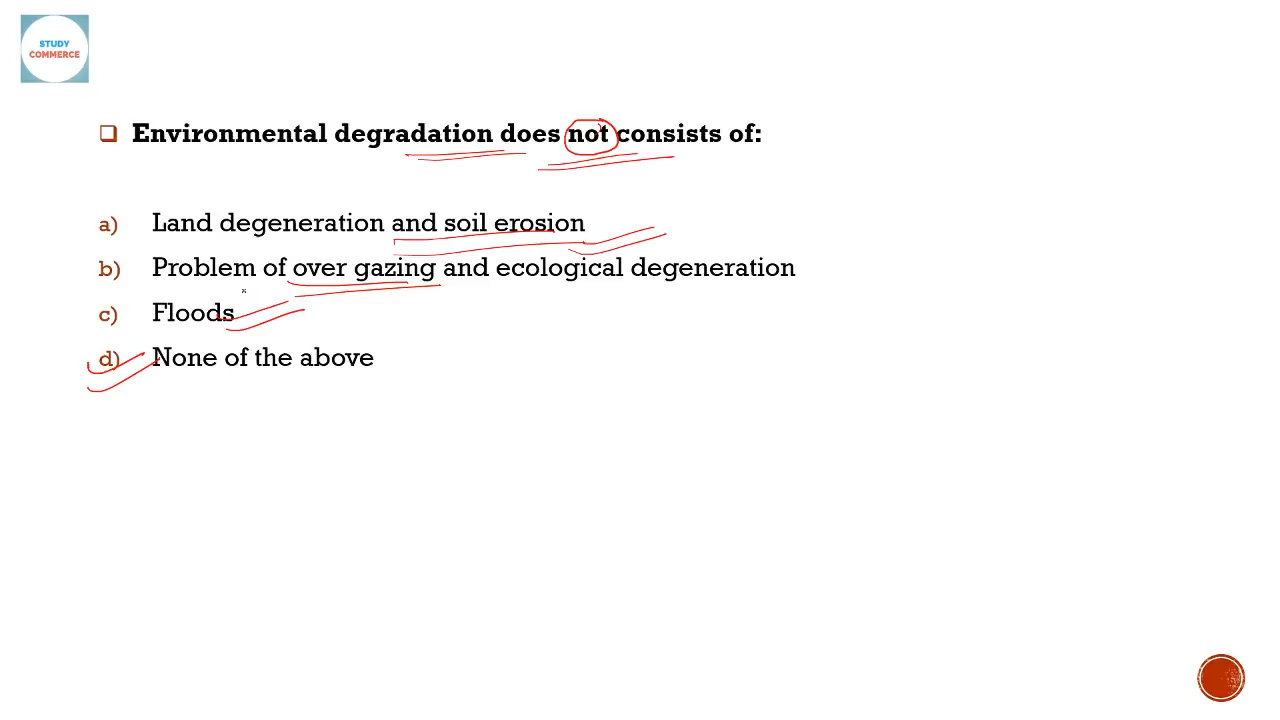 STUDY
COMMERCE
Environmental degradation does not consists of:
a) Land degeneration and soil erosion
b) Problem of over gazing and ecological degeneration
c) Floods
d) None of the above